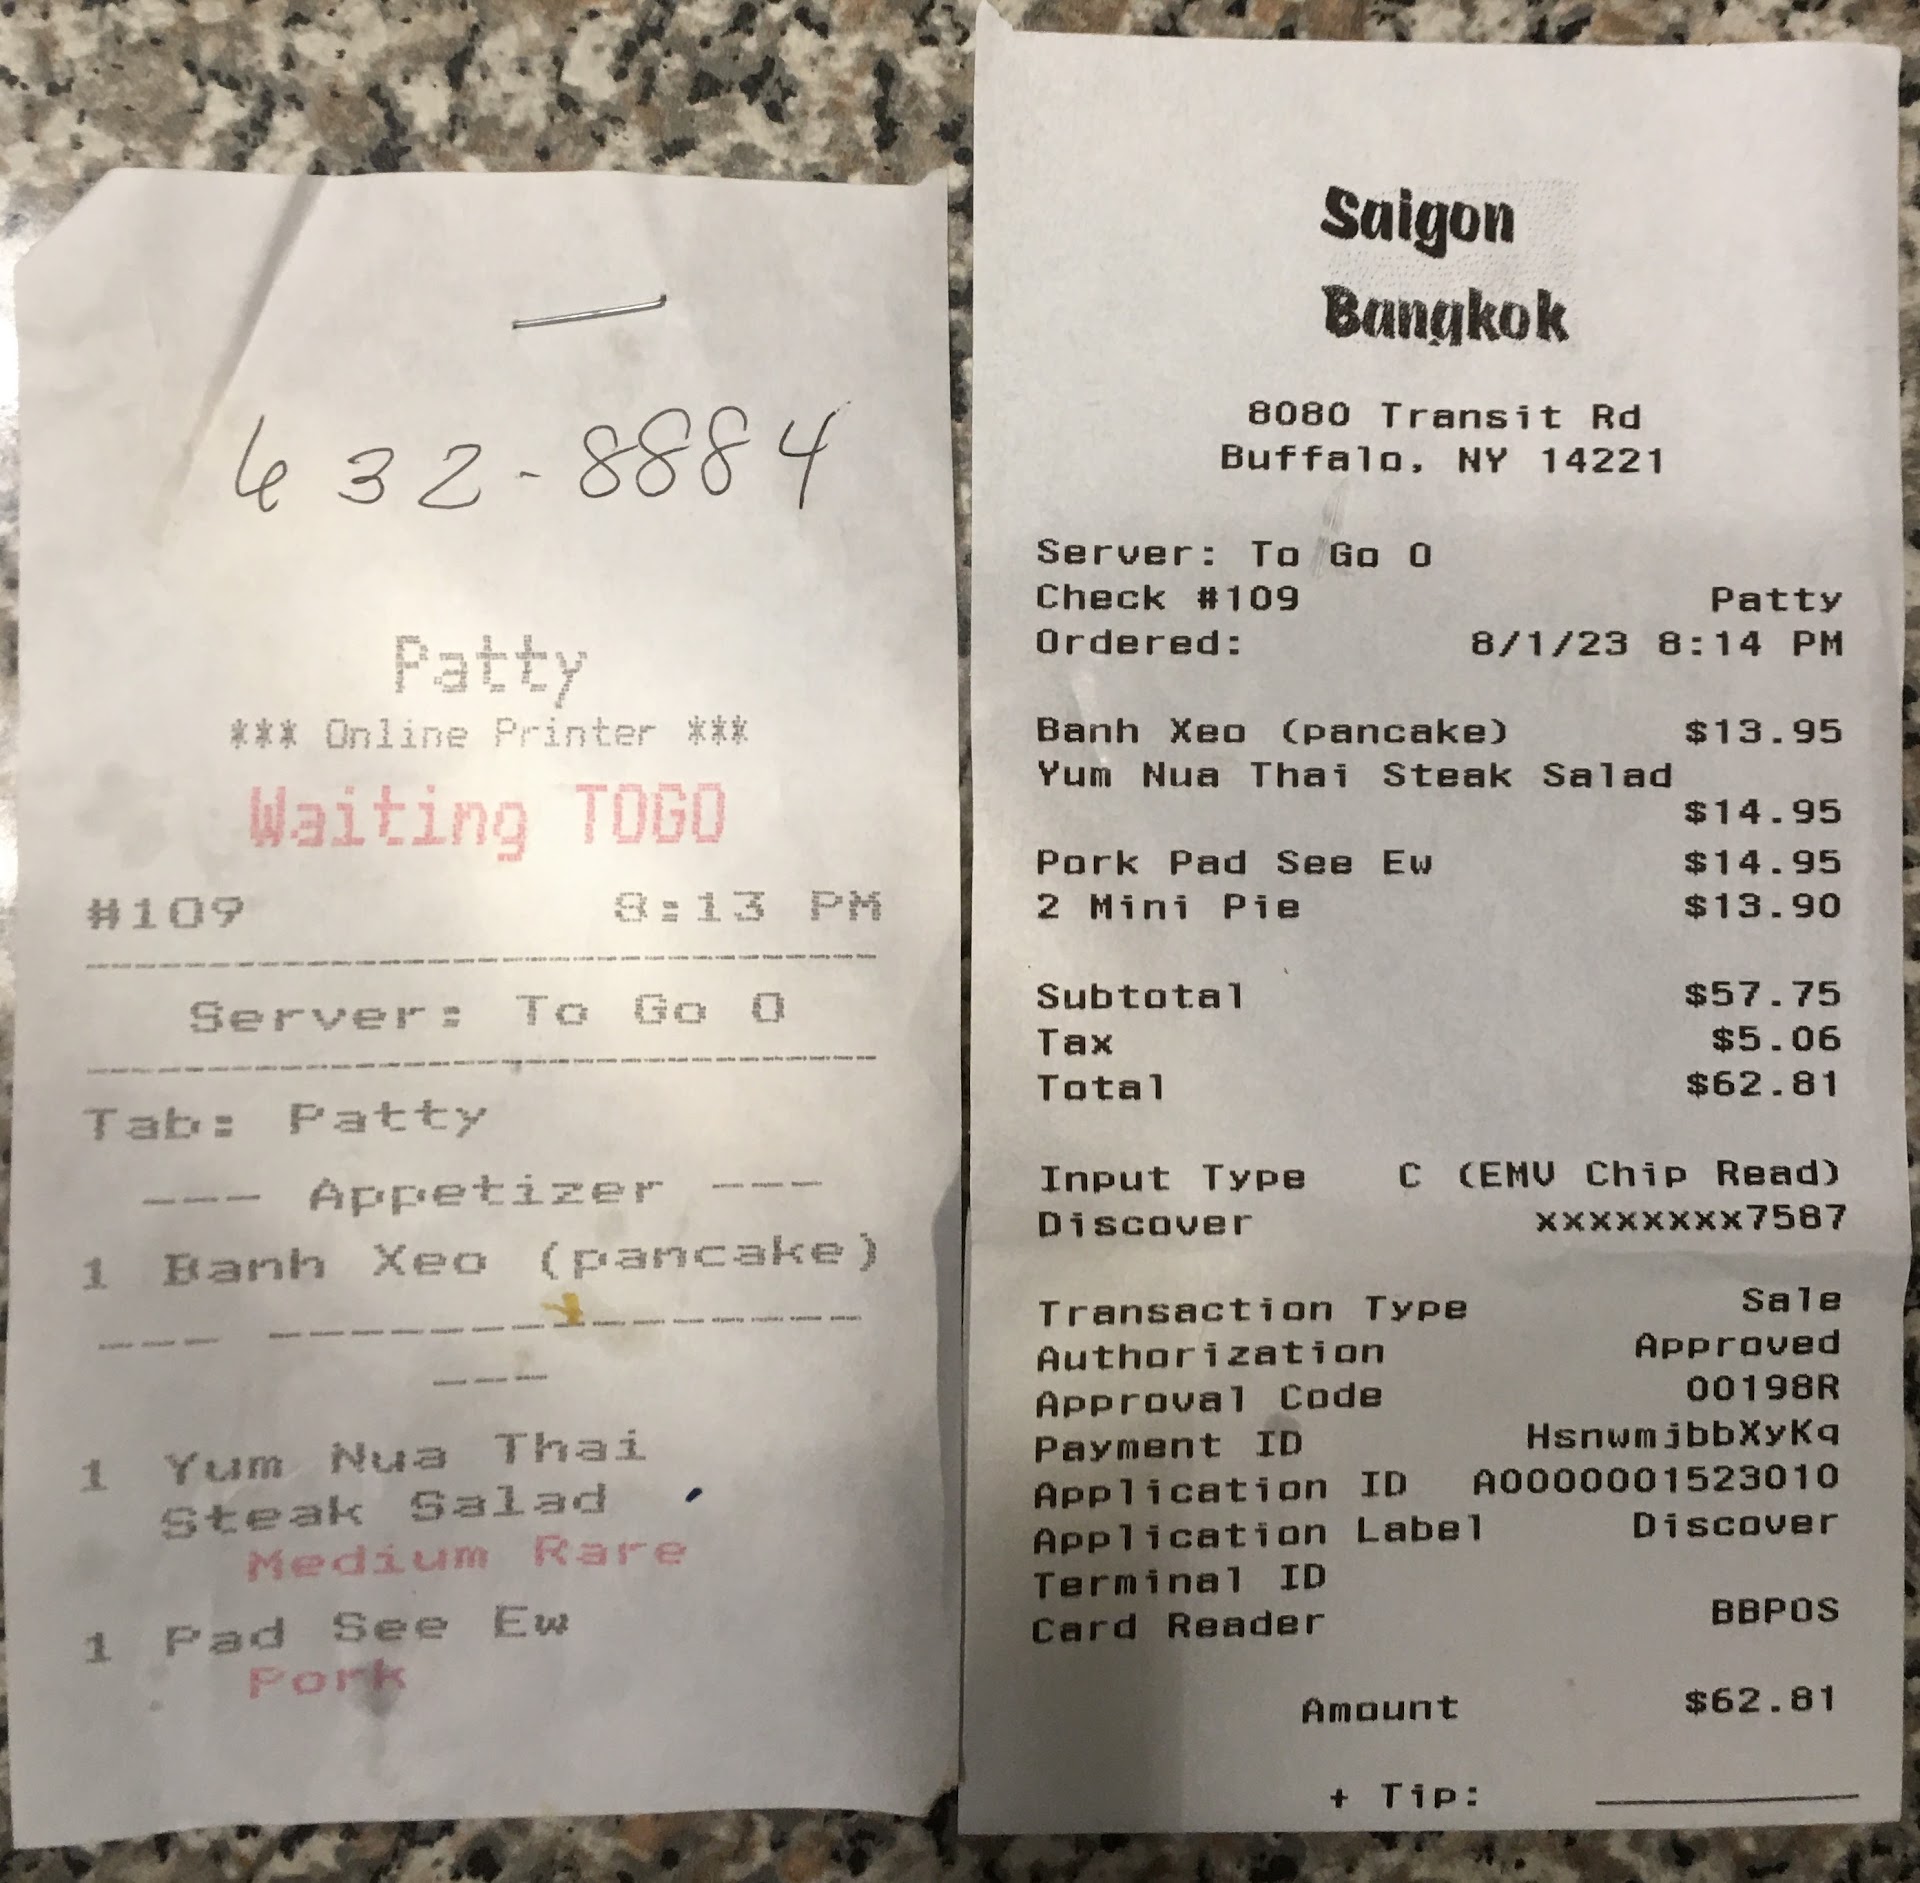 632-8884
Patty
*** Online Printer ***
Waiting TOGO
#109 8:13 PM
Server: To Go O
Tab: Patty
--- Appetizer ---
1 Banh Xeo (pancake)
--- ----------------
---
1 Yum Nua Thai
Steak Salad
Medium Rare
1 Pad See Ew
Pork
Saigon
Bangkok
8080 Transit Rd
Buffalo, NY 14221
Server: To Go O
Check #109 Patty
Ordered: 8/1/23 8:14 PM
Banh Xeo (pancake) $13.95
Yum Nua Thai Steak Salad
$14.95
Pork Pad See Ew $14.95
2 Mini Pie $13.90
Subtotal $57.75
Tax $5.06
Total $62.81
Input Type C (EMV Chip Read)
Discover xxxxxxxx7587
Transaction Type Sale
Authorization Approved
Approval Code 00198R
Payment ID HsnwmjbbXyKq
Application ID A0000001523010
Application Label Discover
Terminal ID
Card Reader BBPOS
Amount $62.81
+ Tip: ________